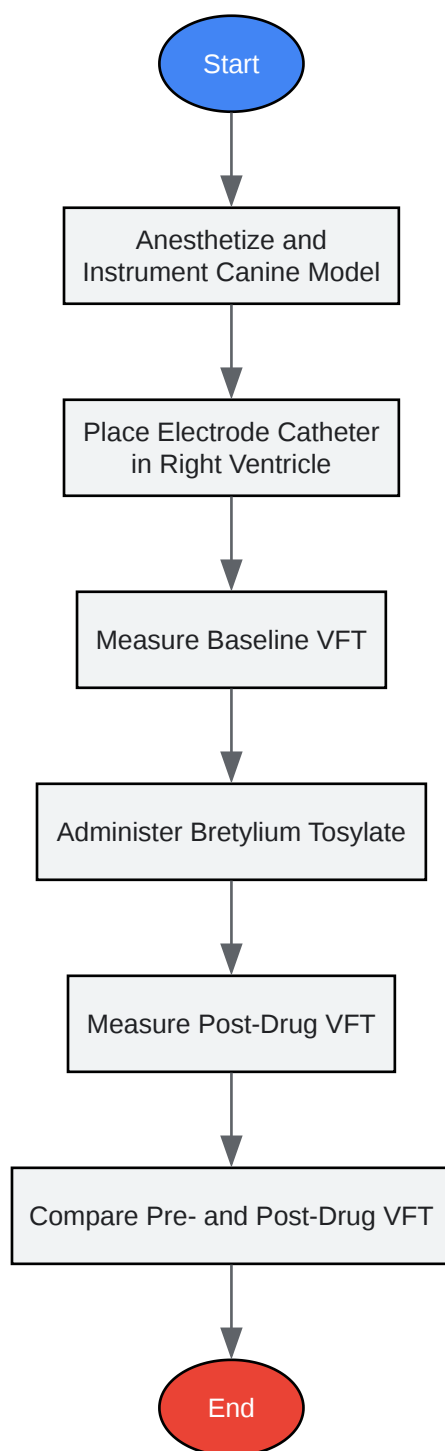 Start
Anesthetize and
Instrument Canine Model
Place Electrode Catheter
in Right Ventricle
Measure Baseline VFT
Administer Bretylium Tosylate
Measure Post-Drug VFT
Compare Pre- and Post-Drug VFT
End